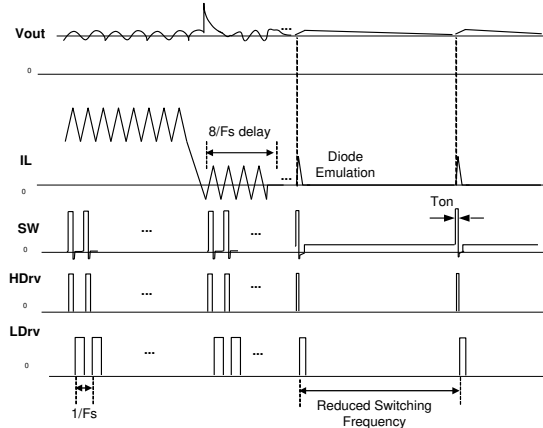 Vout
...
0
8/Fs delay
IL
...
Diode
Emulation
0
Ton
SW
...
...
0
HDrv
...
...
0
LDrv
...
...
0
1/Fs
Reduced Switching
Frequency